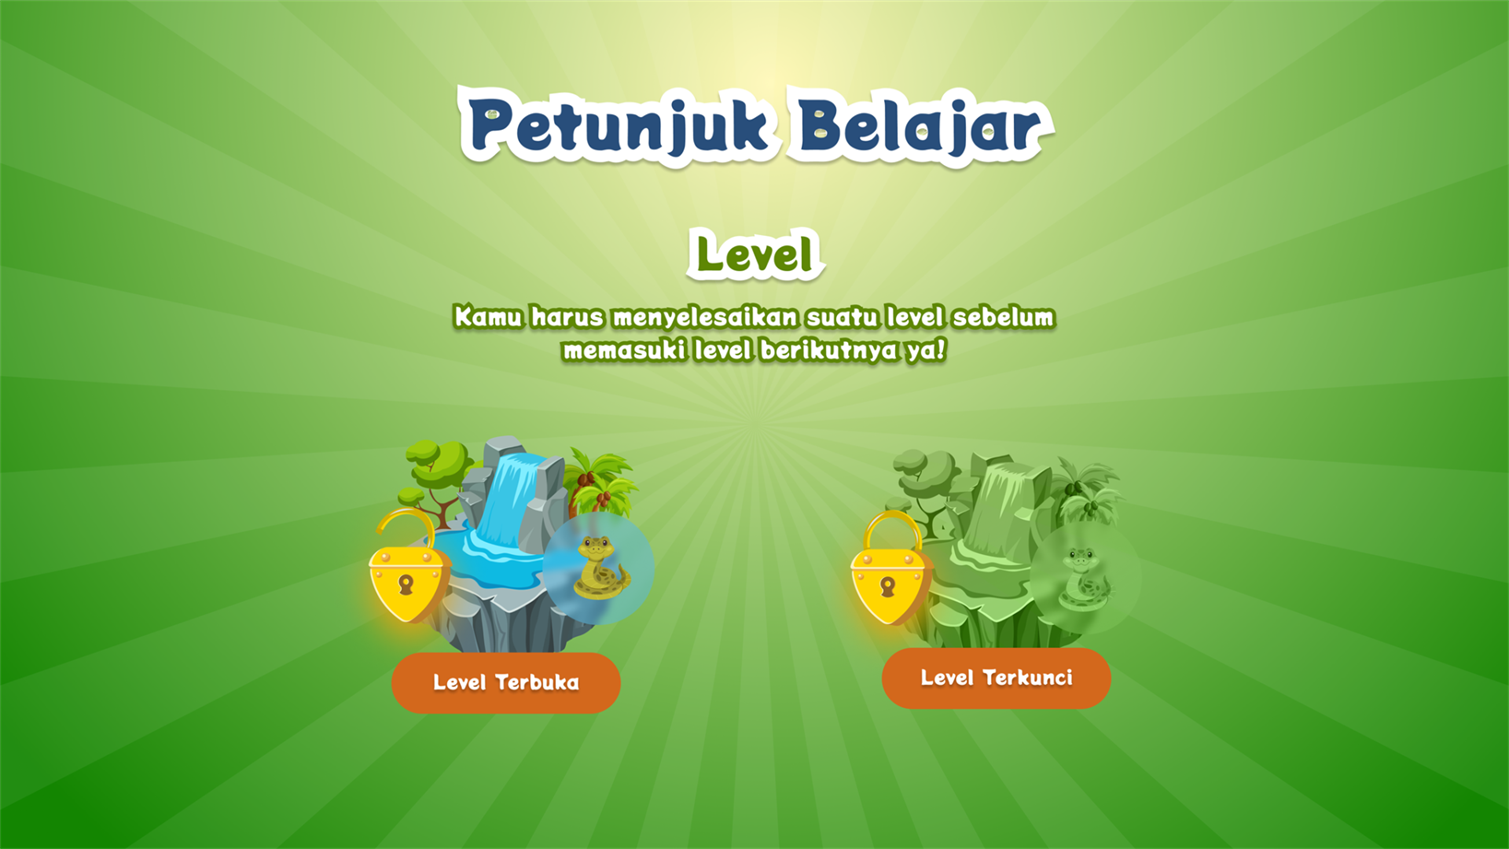 Petunjuk Belajar
Level
Kamu harus menyelesaikan suatu level sebelum
memasuki level berikutnya ya!
Level Terbuka
Level Terkunci